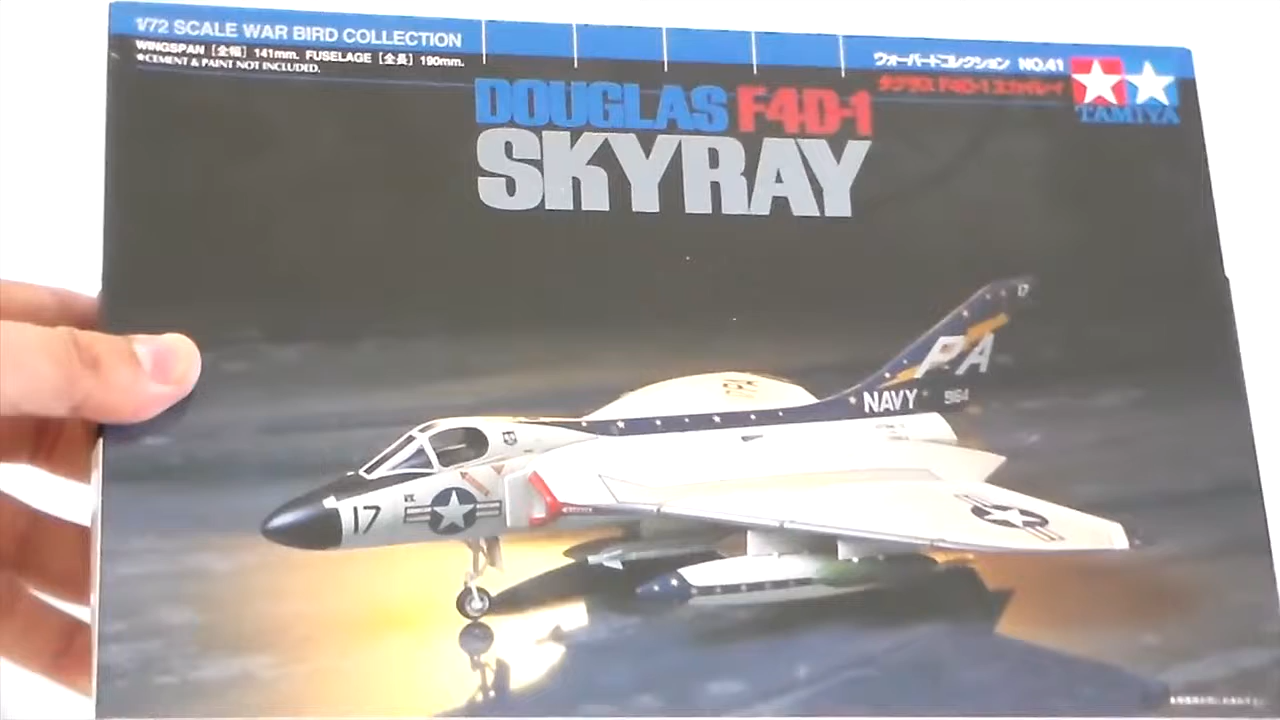 1/72 SCALE WAR BIRD COLLECTION
WINGSPAN [全幅] 141mm. FUSELAGE [全長] 190mm.
※CEMENT & PAINT NOT INCLUDED.
ウォーバードコレクション NO.41
ダグラス F4D-1 スカイレイ
TAMIYA
DOUGLAS F4D-1
SKYRAY
17
PA
NAVY
17